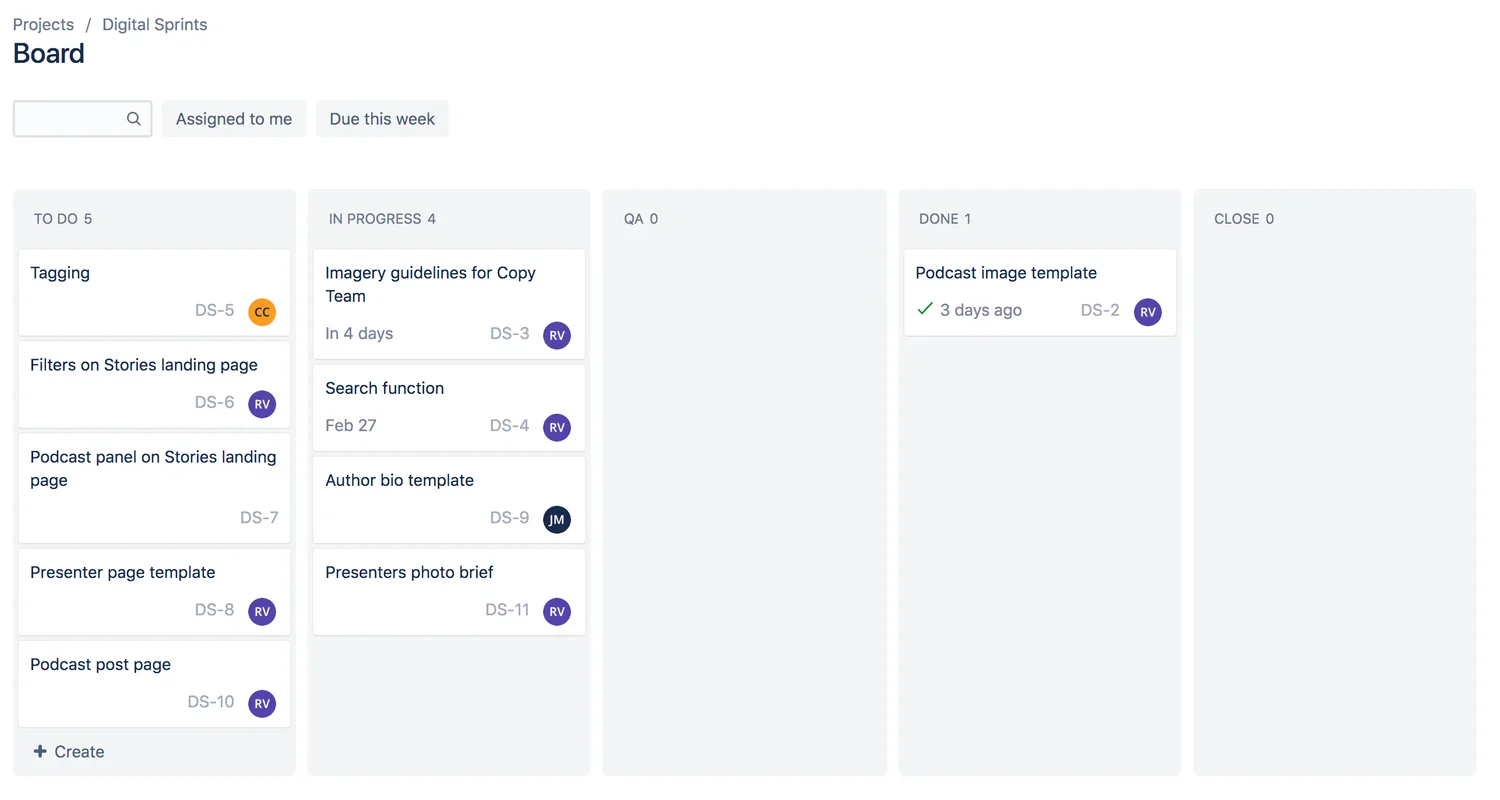 Projects / Digital Sprints
Board
Assigned to me
Due this week
TO DO 5
Tagging
DS-5 CC
Filters on Stories landing page
DS-6 RV
Podcast panel on Stories landing
page
DS-7
Presenter page template
DS-8 RV
Podcast post page
DS-10 RV
Create
IN PROGRESS 4
Imagery guidelines for Copy
Team
In 4 days DS-3 RV
Search function
Feb 27 DS-4 RV
Author bio template
DS-9 JM
Presenters photo brief
DS-11 RV
QA 0
DONE 1
Podcast image template
3 days ago DS-2 RV
CLOSE 0